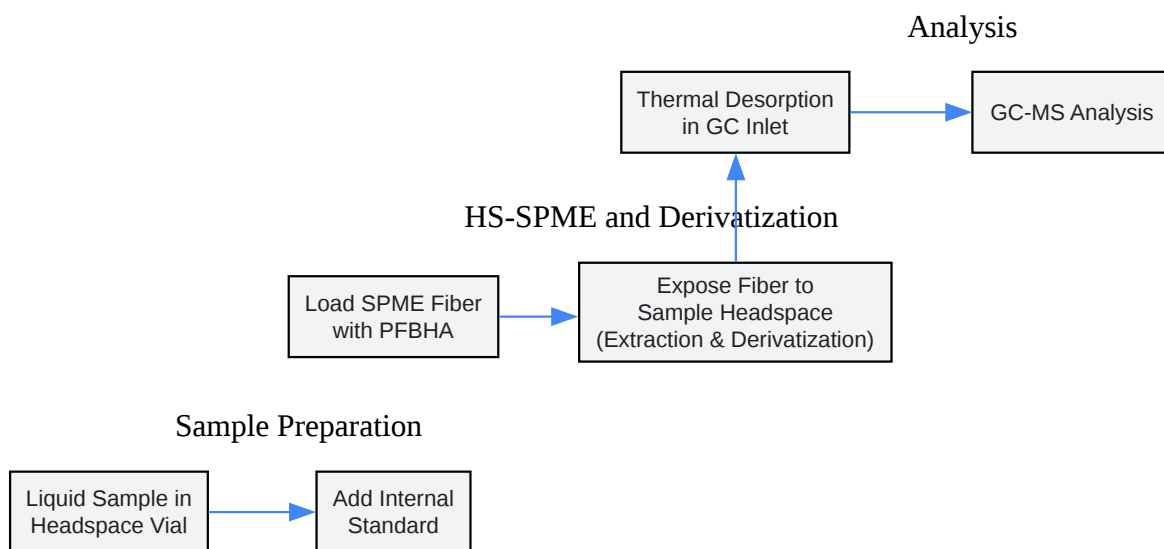 Analysis
Thermal Desorption
in GC Inlet
GC-MS Analysis
HS-SPME and Derivatization
Load SPME Fiber
with PFBHA
Expose Fiber to
Sample Headspace
(Extraction & Derivatization)
Sample Preparation
Liquid Sample in
Headspace Vial
Add Internal
Standard